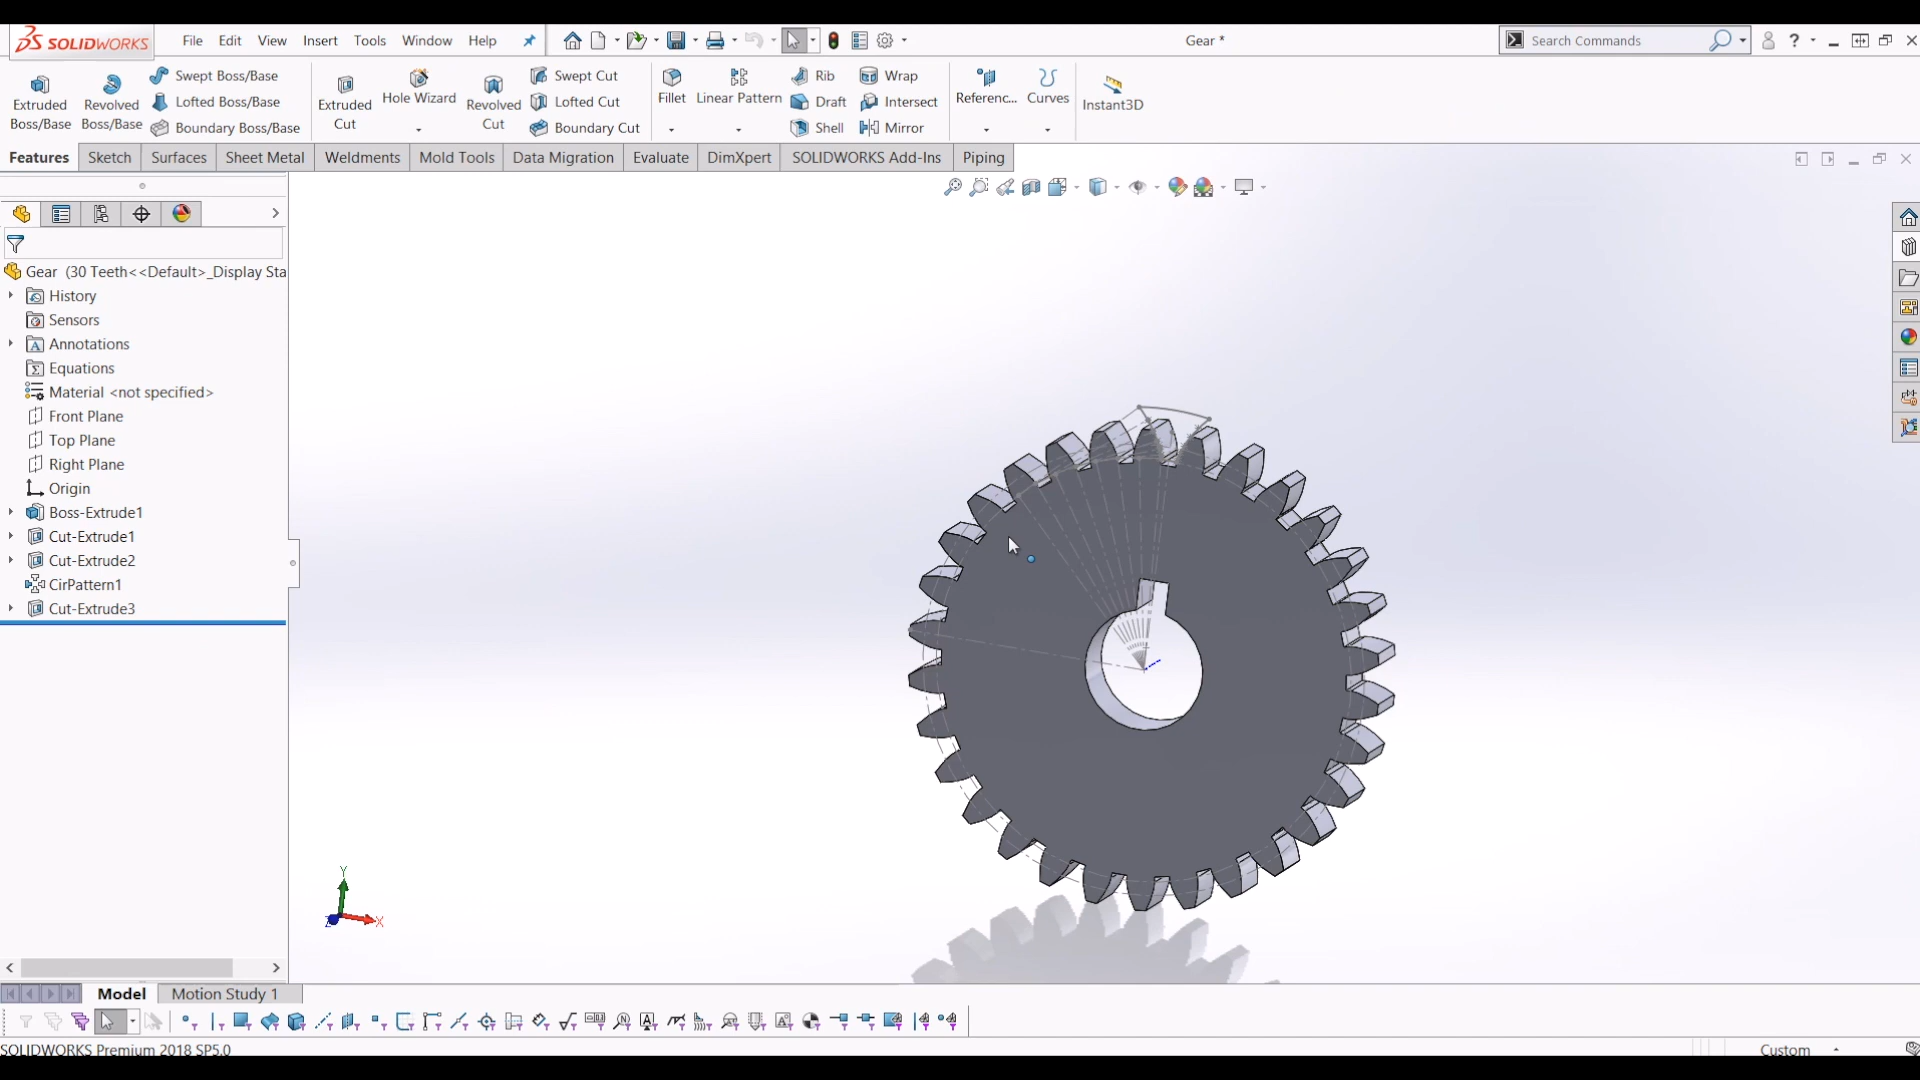 SOLIDWORKS File Edit View Insert Tools Window Help Gear * Search Commands ?
Extruded Boss/Base
Revolved Boss/Base
Swept Boss/Base
Lofted Boss/Base
Boundary Boss/Base
Extruded Cut
Hole Wizard
Revolved Cut
Swept Cut
Lofted Cut
Boundary Cut
Fillet
Linear Pattern
Rib
Draft
Shell
Wrap
Intersect
Mirror
Referenc...
Curves
Instant3D
Features Sketch Surfaces Sheet Metal Weldments Mold Tools Data Migration Evaluate DimXpert SOLIDWORKS Add-Ins Piping
Gear (30 Teeth<<Default>_Display Sta
History
Sensors
Annotations
Equations
Material <not specified>
Front Plane
Top Plane
Right Plane
Origin
Boss-Extrude1
Cut-Extrude1
Cut-Extrude2
CirPattern1
Cut-Extrude3
Y
X
Z
Model Motion Study 1
SOLIDWORKS Premium 2018 SP5.0 Custom